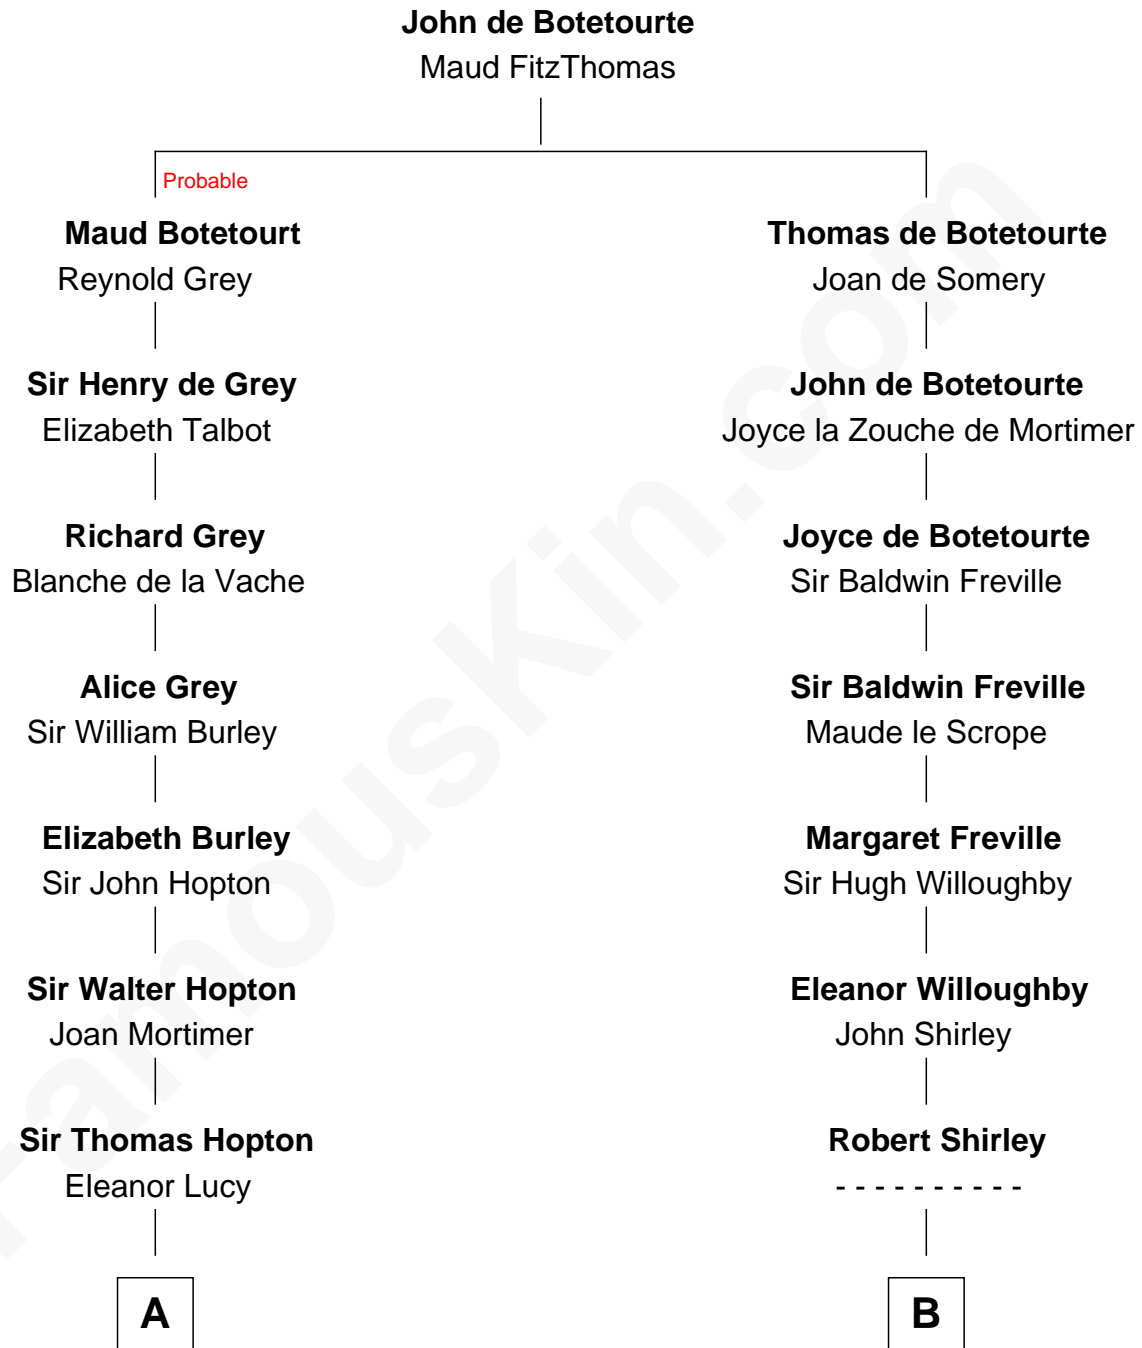 John de Botetourte
Maud FitzThomas
Probable
Maud Botetourt
Reynold Grey
Thomas de Botetourte
Joan de Somery
Sir Henry de Grey
Elizabeth Talbot
John de Botetourte
Joyce la Zouche de Mortimer
Richard Grey
Blanche de la Vache
Joyce de Botetourte
Sir Baldwin Freville
Alice Grey
Sir William Burley
Sir Baldwin Freville
Maude le Scrope
Elizabeth Burley
Sir John Hopton
Margaret Freville
Sir Hugh Willoughby
Sir Walter Hopton
Joan Mortimer
Eleanor Willoughby
John Shirley
Sir Thomas Hopton
Eleanor Lucy
Robert Shirley
- - - - - - - - - -
A
B
FamousKin.com